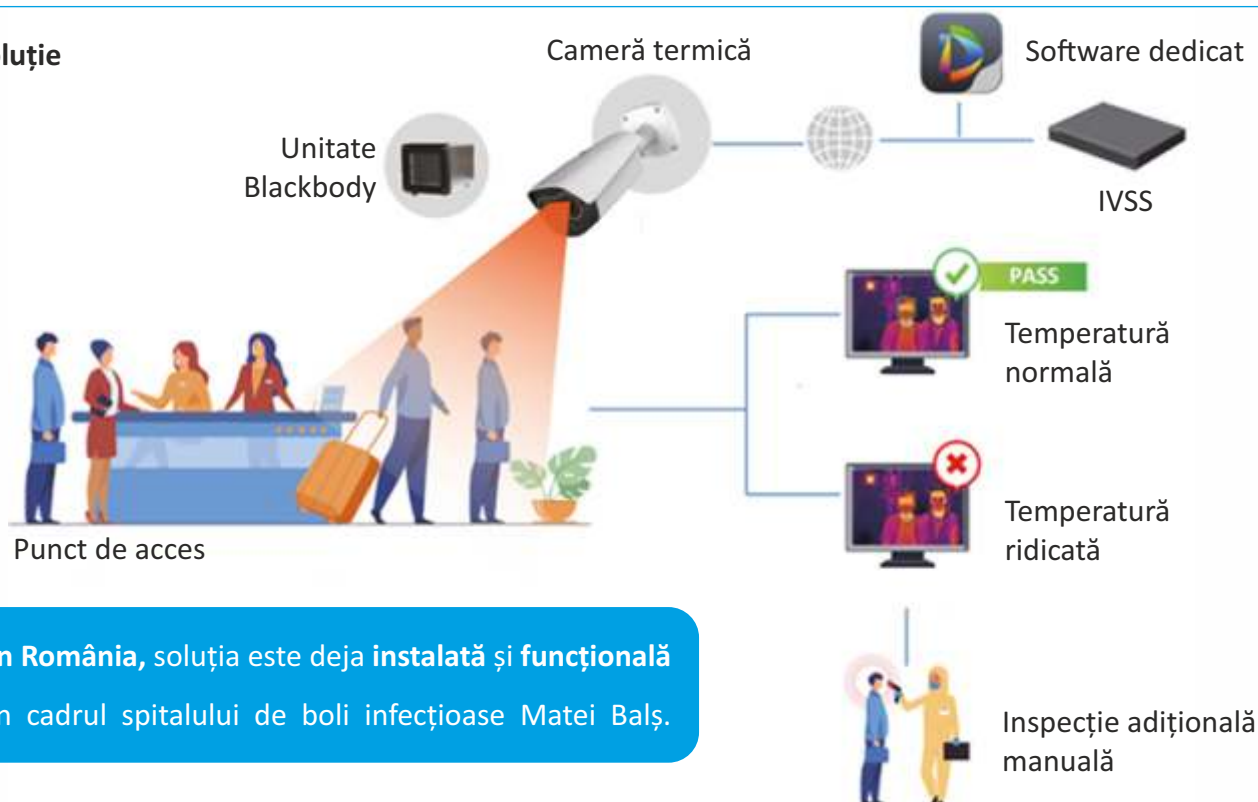 luție
Cameră termică
Software dedicat
Unitate
Blackbody
IVSS
PASS
Temperatură
normală
Temperatură
ridicată
Punct de acces
n România, soluția este deja instalată și funcțională
n cadrul spitalului de boli infecțioase Matei Balș.
Inspecție adițională
manuală